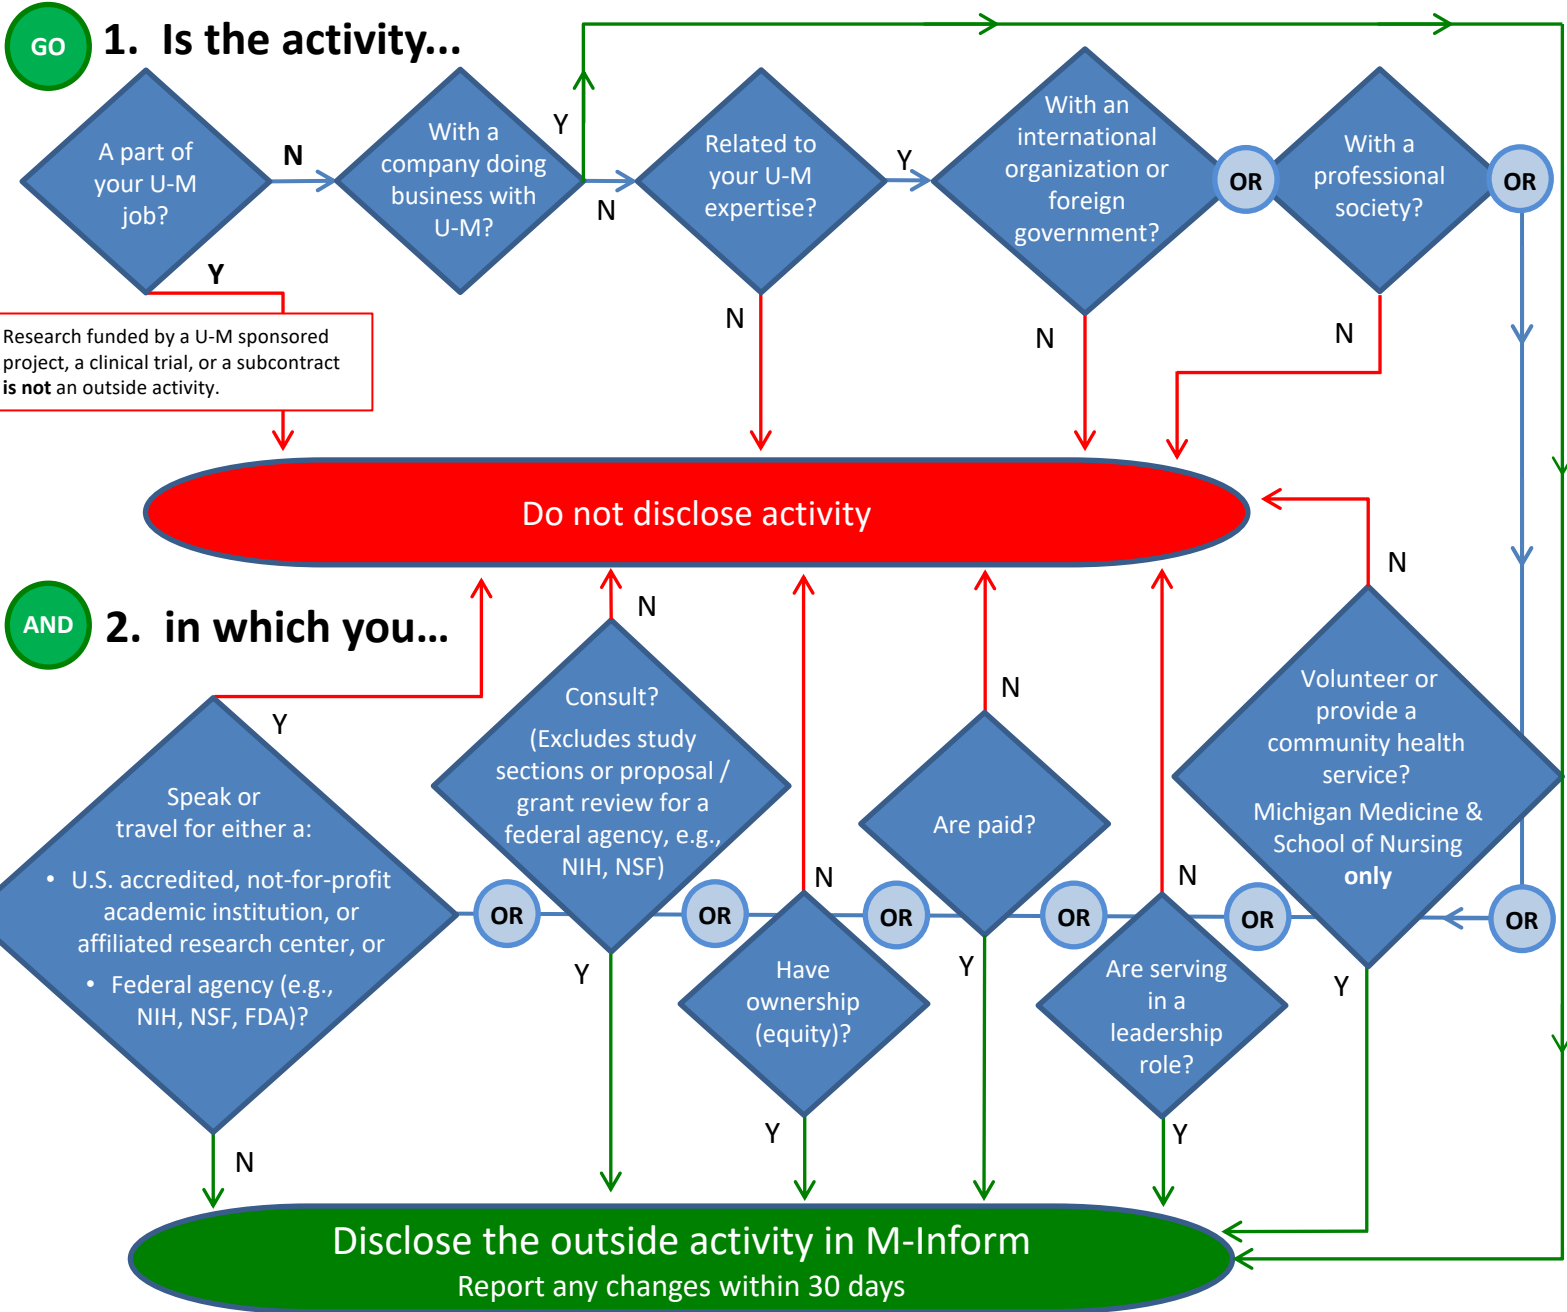 GO
1. Is the activity...
A part of
your U-M
job?
N
Y
With a
company doing
business with
U-M?
Y
N
Related to
your U-M
expertise?
Y
N
With an
international
organization or
foreign
government?
N
OR
With a
professional
society?
N
OR
Research funded by a U-M sponsored
project, a clinical trial, or a subcontract
is not an outside activity.
Do not disclose activity
AND
2. in which you...
Y
Speak or
travel for either a:
• U.S. accredited, not-for-profit
academic institution, or
affiliated research center, or
• Federal agency (e.g.,
NIH, NSF, FDA)?
N
OR
N
Consult?
(Excludes study
sections or proposal /
grant review for a
federal agency, e.g.,
NIH, NSF)
Y
OR
N
Have
ownership
(equity)?
Y
OR
N
Are paid?
Y
OR
N
Are serving
in a
leadership
role?
Y
OR
N
Volunteer or
provide a
community health
service?
Michigan Medicine &
School of Nursing
only
Y
OR
Disclose the outside activity in M-Inform
Report any changes within 30 days